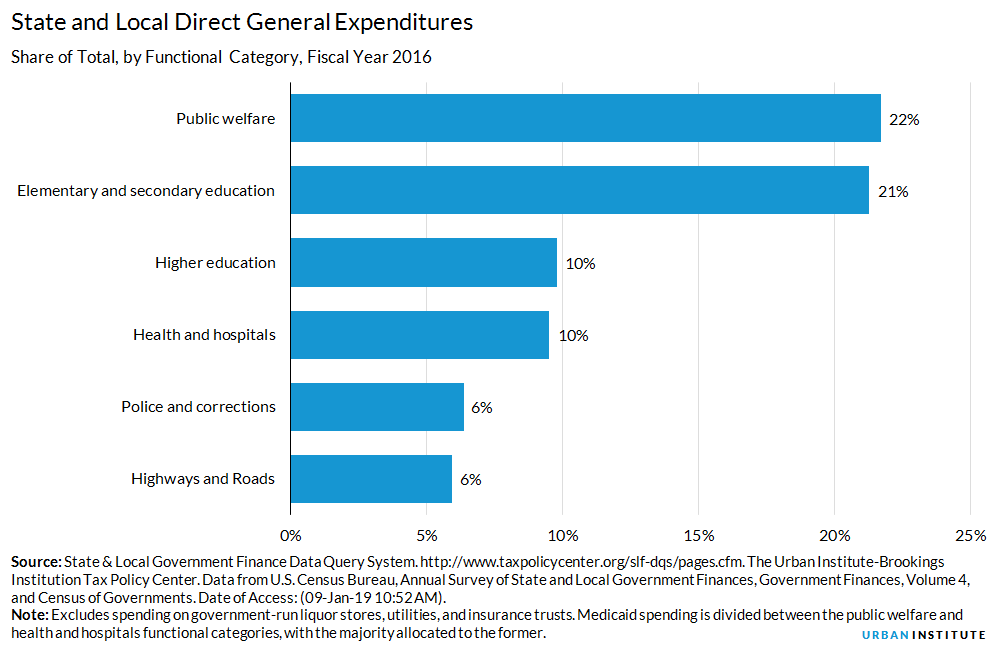 State and Local Direct General Expenditures
Share of Total, by Functional Category, Fiscal Year 2016
Public welfare
22%
Elementary and secondary education
21%
Higher education
10%
Health and hospitals
10%
Police and corrections
6%
Highways and Roads
6%
0% 5% 10% 15% 20% 25%
Source: State & Local Government Finance Data Query System. http://www.taxpolicycenter.org/slf-dqs/pages.cfm. The Urban Institute-Brookings
Institution Tax Policy Center. Data from U.S. Census Bureau, Annual Survey of State and Local Government Finances, Government Finances, Volume 4,
and Census of Governments. Date of Access: (09-Jan-19 10:52 AM).
Note: Excludes spending on government-run liquor stores, utilities, and insurance trusts. Medicaid spending is divided between the public welfare and
health and hospitals functional categories, with the majority allocated to the former.
URBAN INSTITUTE